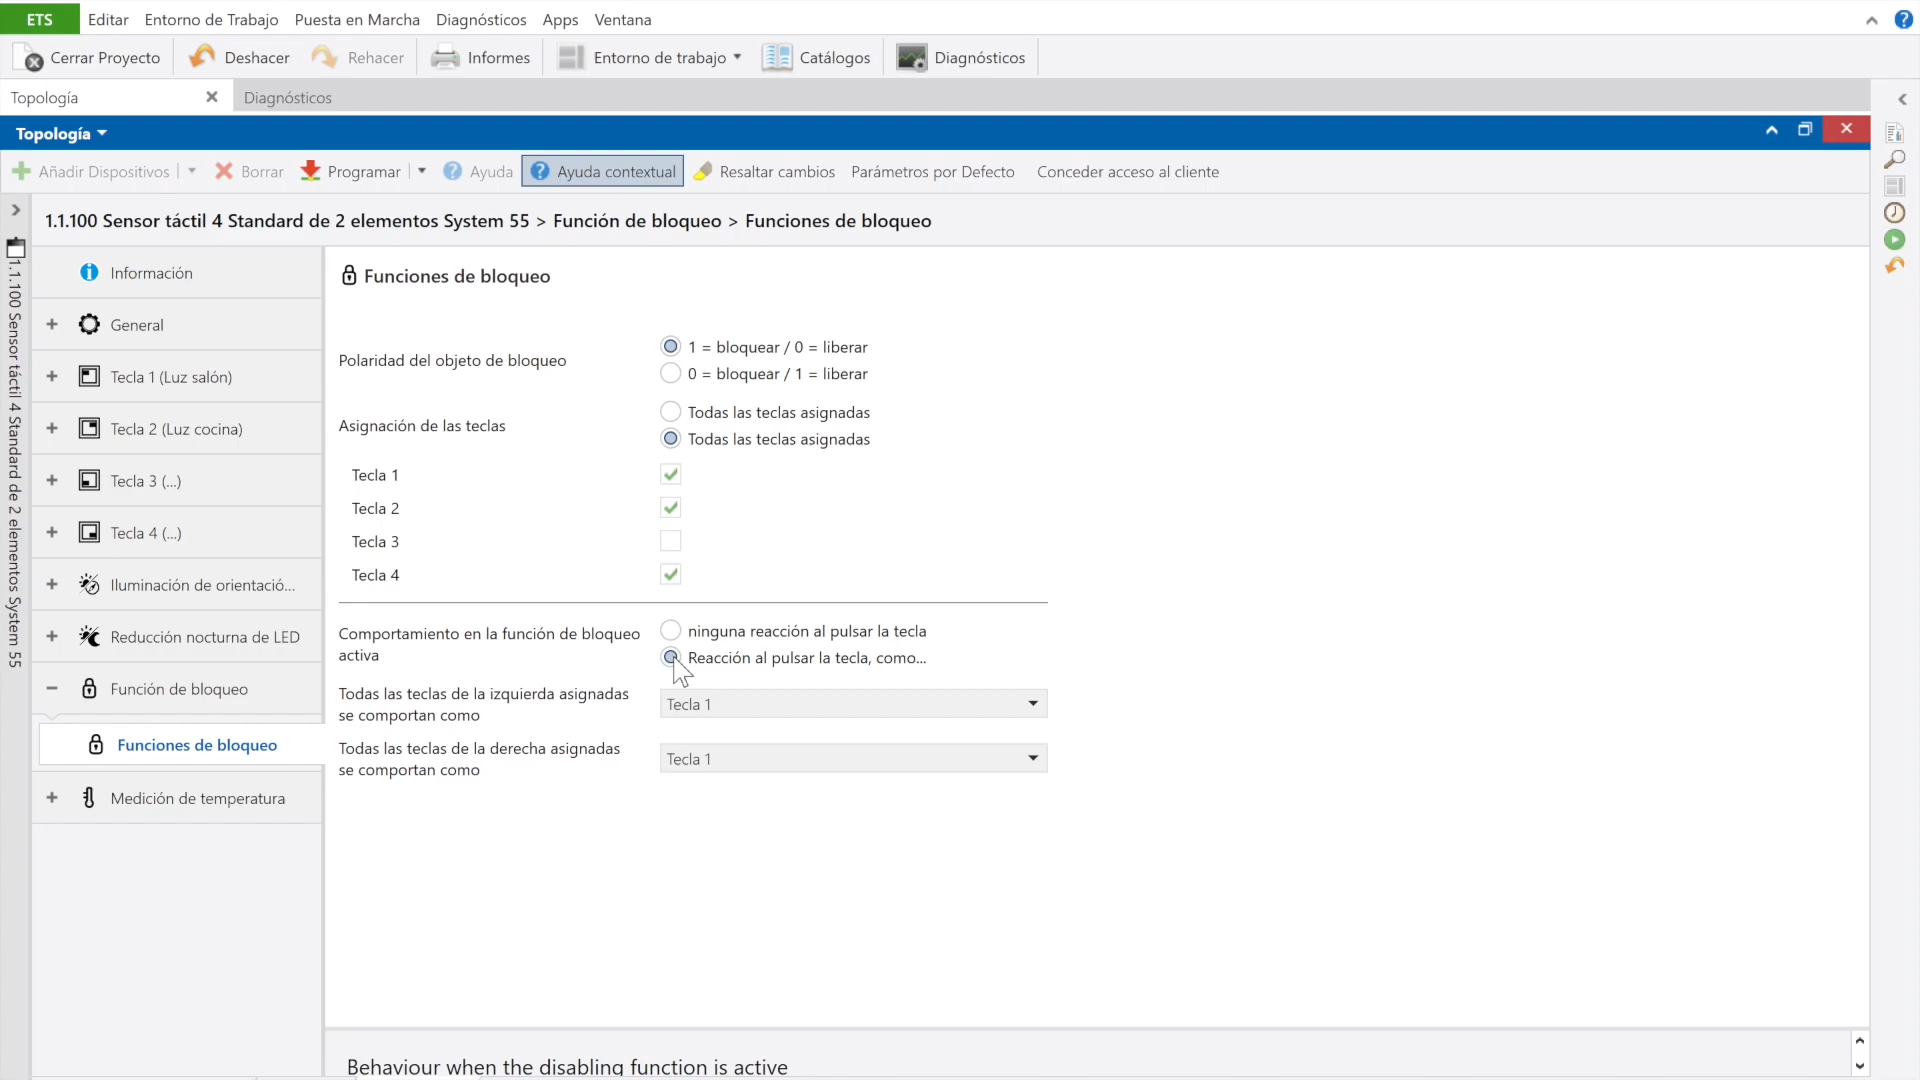 ETS Editar Entorno de Trabajo Puesta en Marcha Diagnósticos Apps Ventana
Cerrar Proyecto Deshacer Rehacer Informes Entorno de trabajo Catálogos Diagnósticos
Topología Diagnósticos
Topología
Añadir Dispositivos Borrar Programar Ayuda Ayuda contextual Resaltar cambios Parámetros por Defecto Conceder acceso al cliente
1.1.100 Sensor táctil 4 Standard de 2 elementos System 55 > Función de bloqueo > Funciones de bloqueo
1.1.100 Sensor táctil 4 Standard de 2 elementos System 55
Información
General
Tecla 1 (Luz salón)
Tecla 2 (Luz cocina)
Tecla 3 (...)
Tecla 4 (...)
Iluminación de orientació...
Reducción nocturna de LED
Función de bloqueo
Funciones de bloqueo
Medición de temperatura
Funciones de bloqueo
Polaridad del objeto de bloqueo
1 = bloquear / 0 = liberar
0 = bloquear / 1 = liberar
Asignación de las teclas
Todas las teclas asignadas
Todas las teclas asignadas
Tecla 1
Tecla 2
Tecla 3
Tecla 4
Comportamiento en la función de bloqueo
activa
ninguna reacción al pulsar la tecla
Reacción al pulsar la tecla, como...
Todas las teclas de la izquierda asignadas
se comportan como
Tecla 1
Todas las teclas de la derecha asignadas
se comportan como
Tecla 1
Behaviour when the disabling function is active